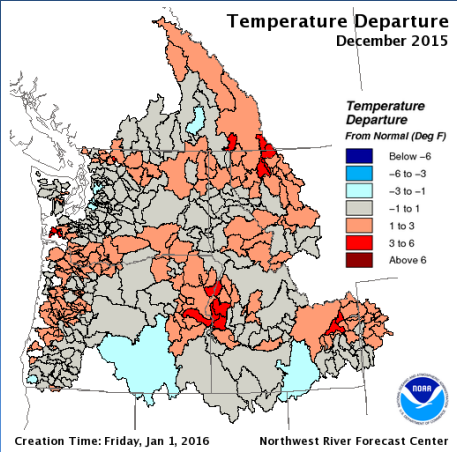 Temperature Departure
December 2015
Temperature
Departure
From Normal (Deg F)
Below −6
−6 to −3
−3 to −1
−1 to 1
1 to 3
3 to 6
Above 6
NOAA
Creation Time: Friday, Jan 1, 2016
Northwest River Forecast Center